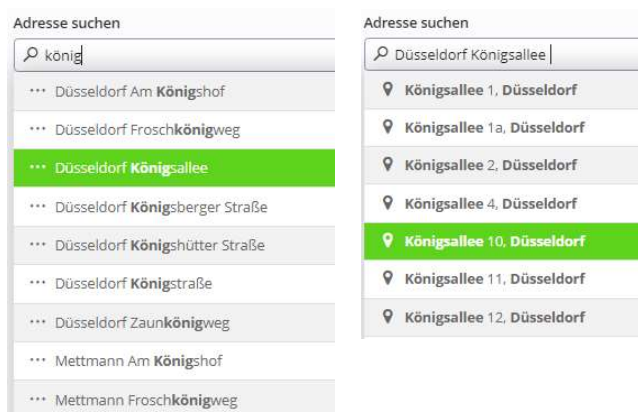 Adresse suchen
könig
Düsseldorf Am Königshof
Düsseldorf Froschkönigweg
Düsseldorf Königsallee
Düsseldorf Königsberger Straße
Düsseldorf Königshütter Straße
Düsseldorf Königstraße
Düsseldorf Zaunkönigweg
Mettmann Am Königshof
Mettmann Froschkönigweg
Adresse suchen
Düsseldorf Königsallee
Königsallee 1, Düsseldorf
Königsallee 1a, Düsseldorf
Königsallee 2, Düsseldorf
Königsallee 4, Düsseldorf
Königsallee 10, Düsseldorf
Königsallee 11, Düsseldorf
Königsallee 12, Düsseldorf